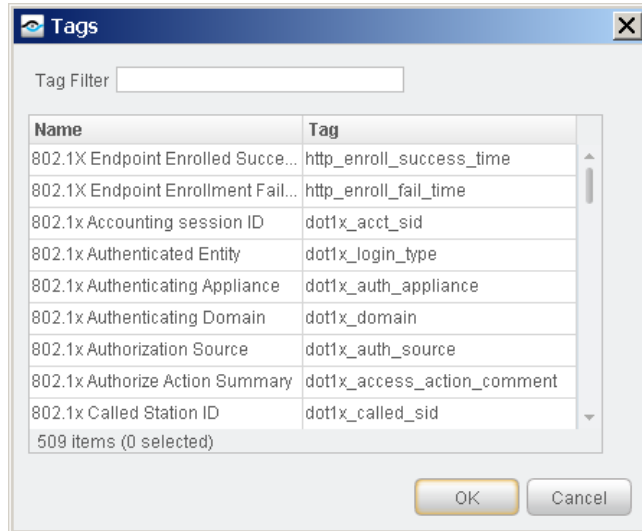 Tags
Tag Filter
Name Tag
802.1X Endpoint Enrolled Succe... http_enroll_success_time
802.1X Endpoint Enrollment Fail... http_enroll_fail_time
802.1x Accounting session ID dot1x_acct_sid
802.1x Authenticated Entity dot1x_login_type
802.1x Authenticating Appliance dot1x_auth_appliance
802.1x Authenticating Domain dot1x_domain
802.1x Authorization Source dot1x_auth_source
802.1x Authorize Action Summary dot1x_access_action_comment
802.1x Called Station ID dot1x_called_sid
509 items (0 selected)
OK Cancel